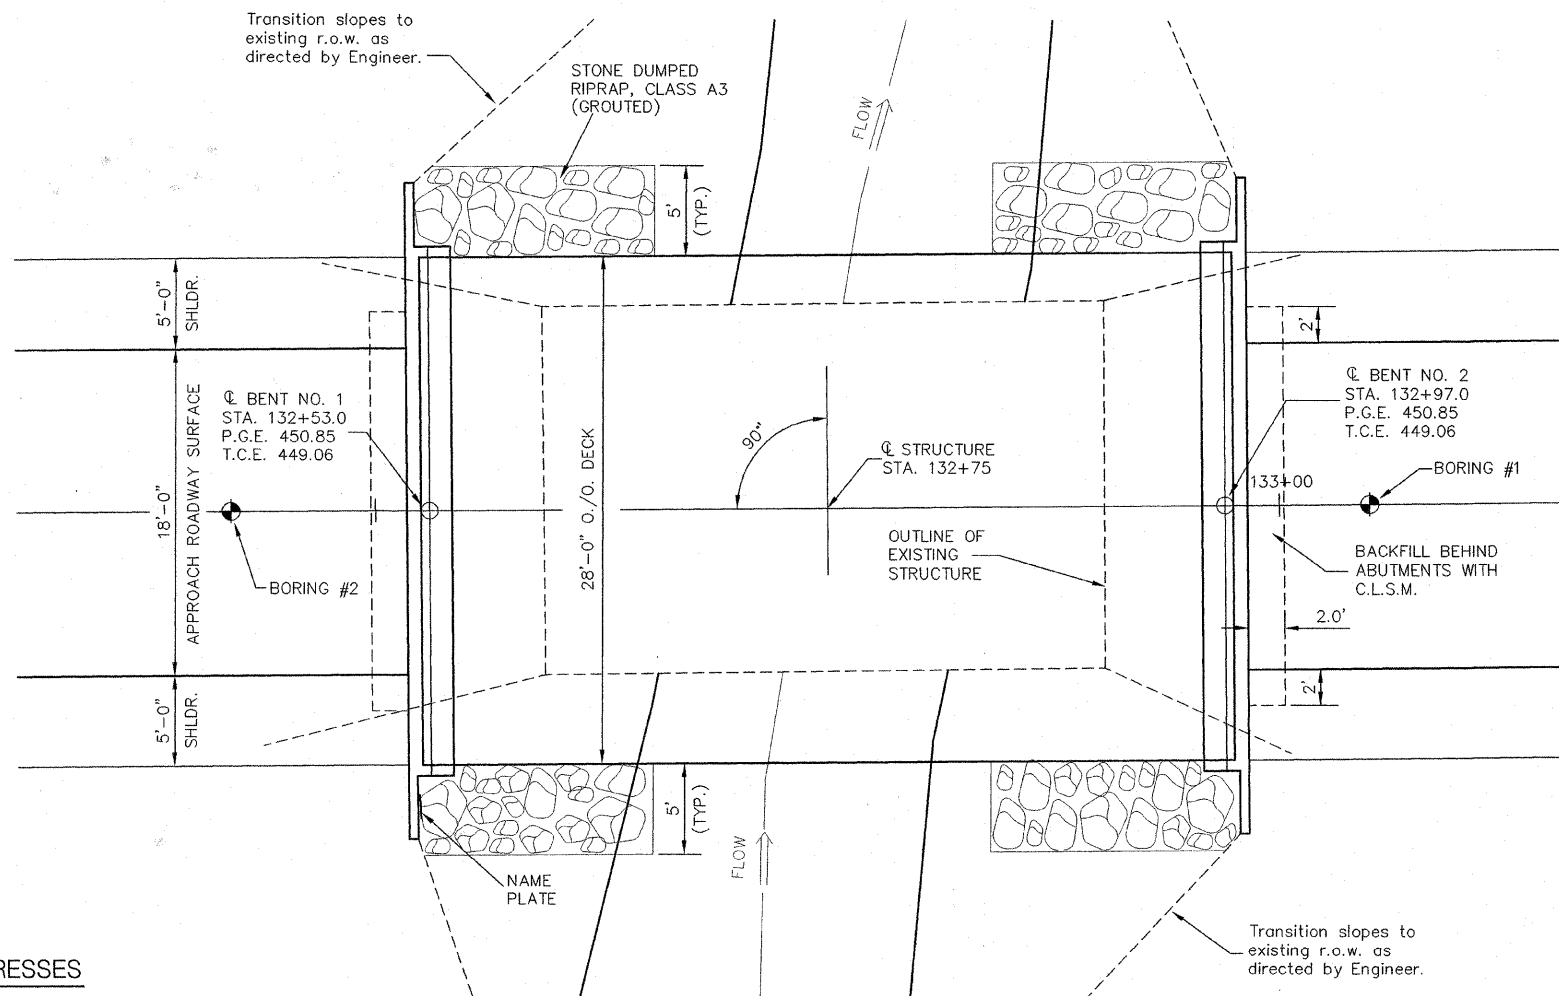 Transition slopes to
existing r.o.w. as
directed by Engineer.
STONE DUMPED
RIPRAP, CLASS A3
(GROUTED)
FLOW
5'
(TYP.)
5'-0"
SHLDR.
2'
18'-0"
APPROACH ROADWAY SURFACE
℄ BENT NO. 1
STA. 132+53.0
P.G.E. 450.85
T.C.E. 449.06
28'-0" O./O. DECK
90°
℄ STRUCTURE
STA. 132+75
℄ BENT NO. 2
STA. 132+97.0
P.G.E. 450.85
T.C.E. 449.06
133+00
BORING #1
BORING #2
OUTLINE OF
EXISTING
STRUCTURE
BACKFILL BEHIND
ABUTMENTS WITH
C.L.S.M.
2.0'
5'-0"
SHLDR.
2'
5'
(TYP.)
FLOW
NAME
PLATE
Transition slopes to
existing r.o.w. as
directed by Engineer.
RESSES